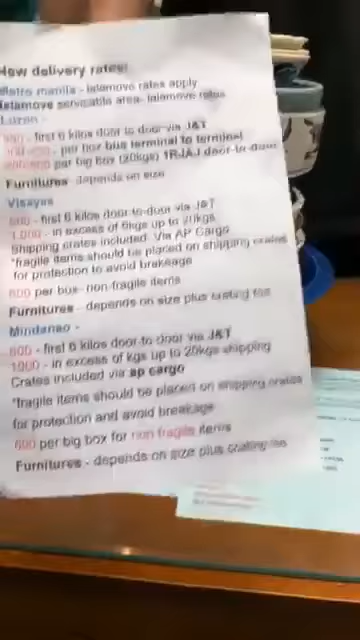 New delivery rates!
Metro manila - lalamove rates apply
lalamove servicable area- lalamove rates
Luzon -
- first 6 kilos door to door via J&T
- per box bus terminal to terminal
per big box (20kgs) 1RJAJ door-to-door
Furnitures- depends on size
Visayas
- first 6 kilos door-to-door via J&T
1,000 - in excess of 6kgs up to 20kgs
Shipping crates included. Via AP Cargo
*fragile items should be placed on shipping crates
for protection to avoid breakage
600 per box- non-fragile items
Furnitures - depends on size plus crating fee
Mindanao -
600 - first 6 kilos door-to door via J&T
1000 - in excess of kgs up to 20kgs shipping
Crates included via ap cargo
*fragile items should be placed on shipping crates
for protection and avoid breakage
600 per big box for non fragile items
Furnitures - depends on size plus crating fee